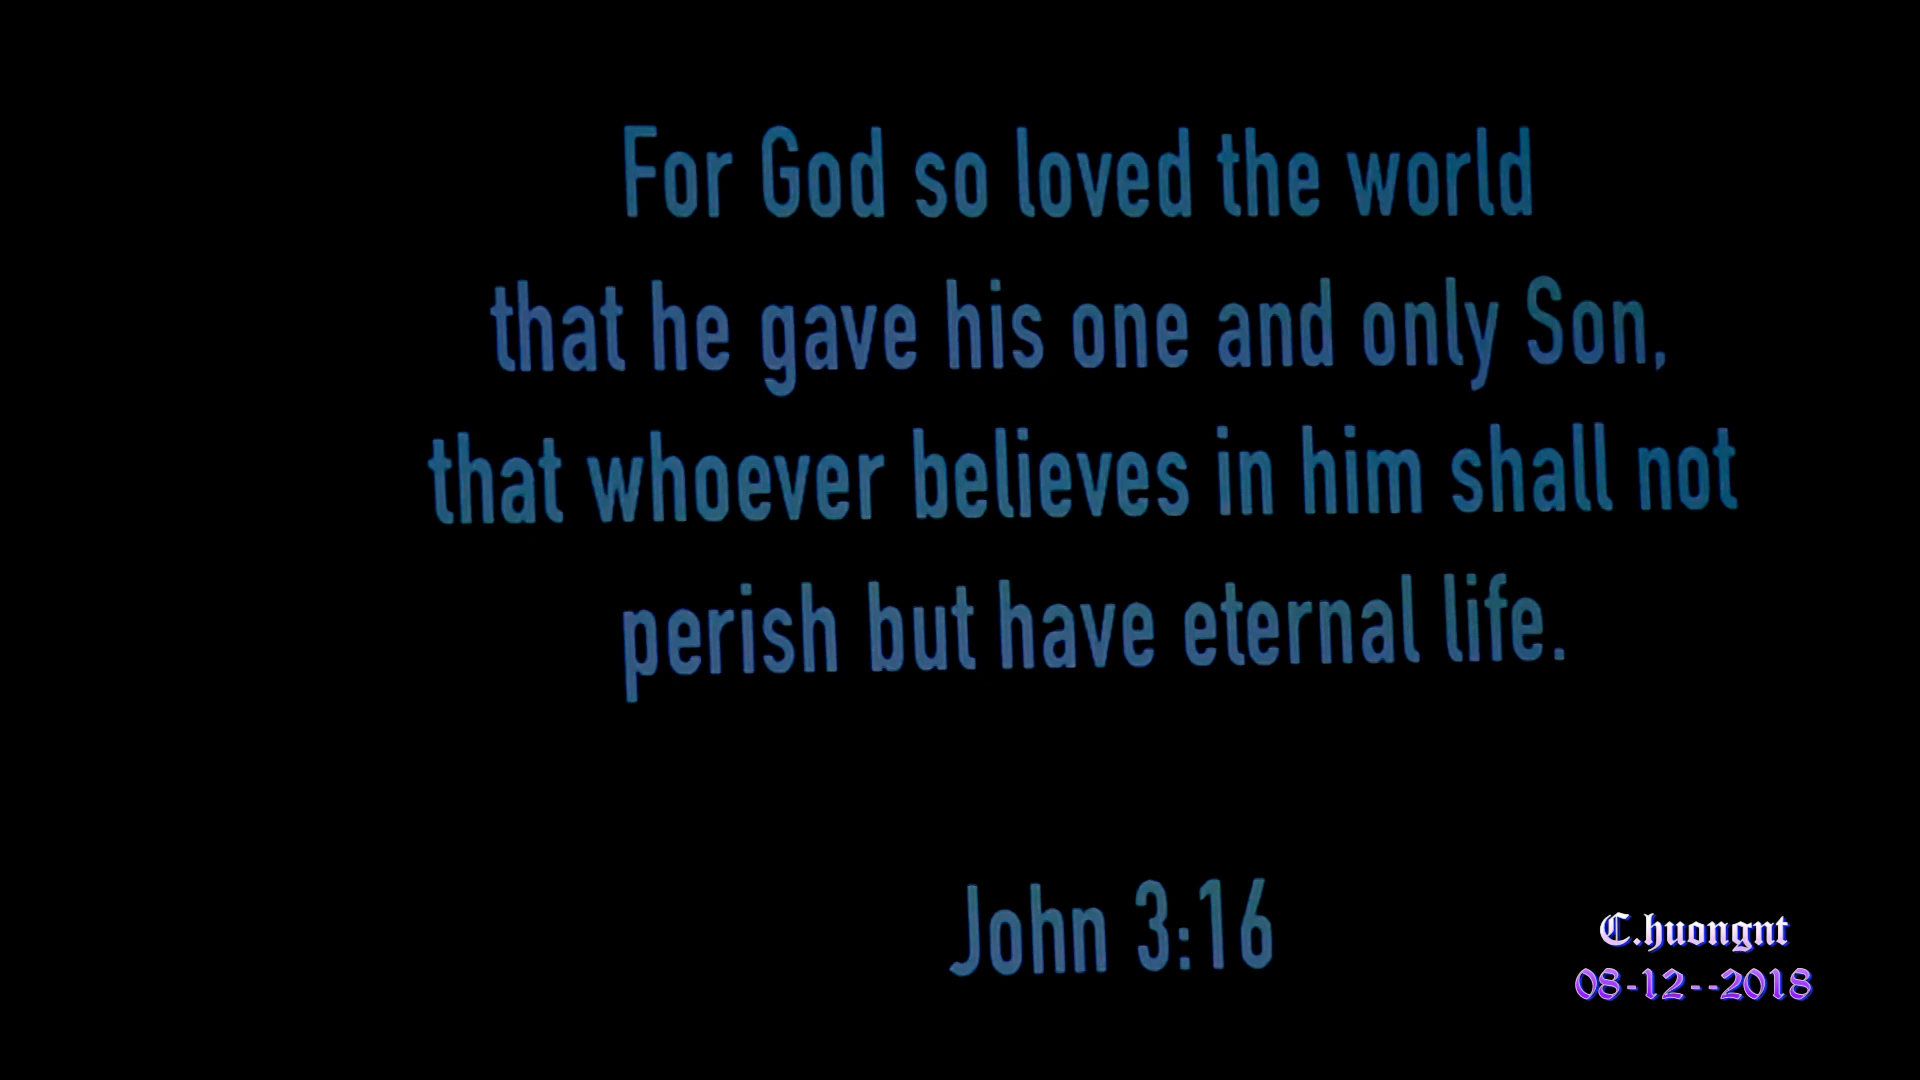 For God so loved the world
that he gave his one and only Son,
that whoever believes in him shall not
perish but have eternal life.
John 3:16
C.huongnt
08-12--2018